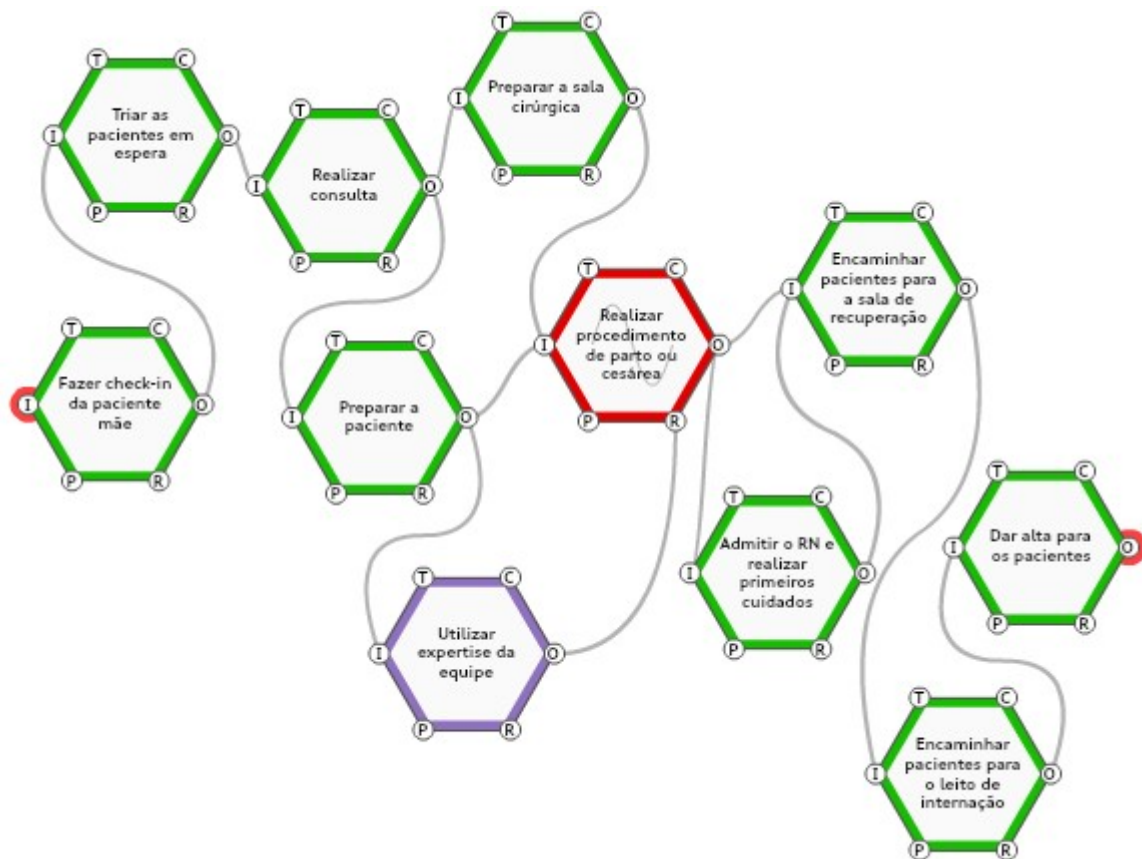 T C
Triar as
pacientes em
espera
I O
P R
T C
Realizar
consulta
I O
P R
T C
Preparar a sala
cirúrgica
I O
P R
T C
Fazer check-in
da paciente
mãe
I O
P R
T C
Preparar a
paciente
I O
P R
T C
Realizar
procedimento
de parto ou
cesárea
I O
P R
T C
Encaminhar
pacientes para
a sala de
recuperação
I O
P R
T C
Utilizar
expertise da
equipe
I O
P R
T C
Admitir o RN e
realizar
primeiros
cuidados
I O
P R
T C
Dar alta para
os pacientes
I O
P R
T C
Encaminhar
pacientes para
o leito de
internação
I O
P R